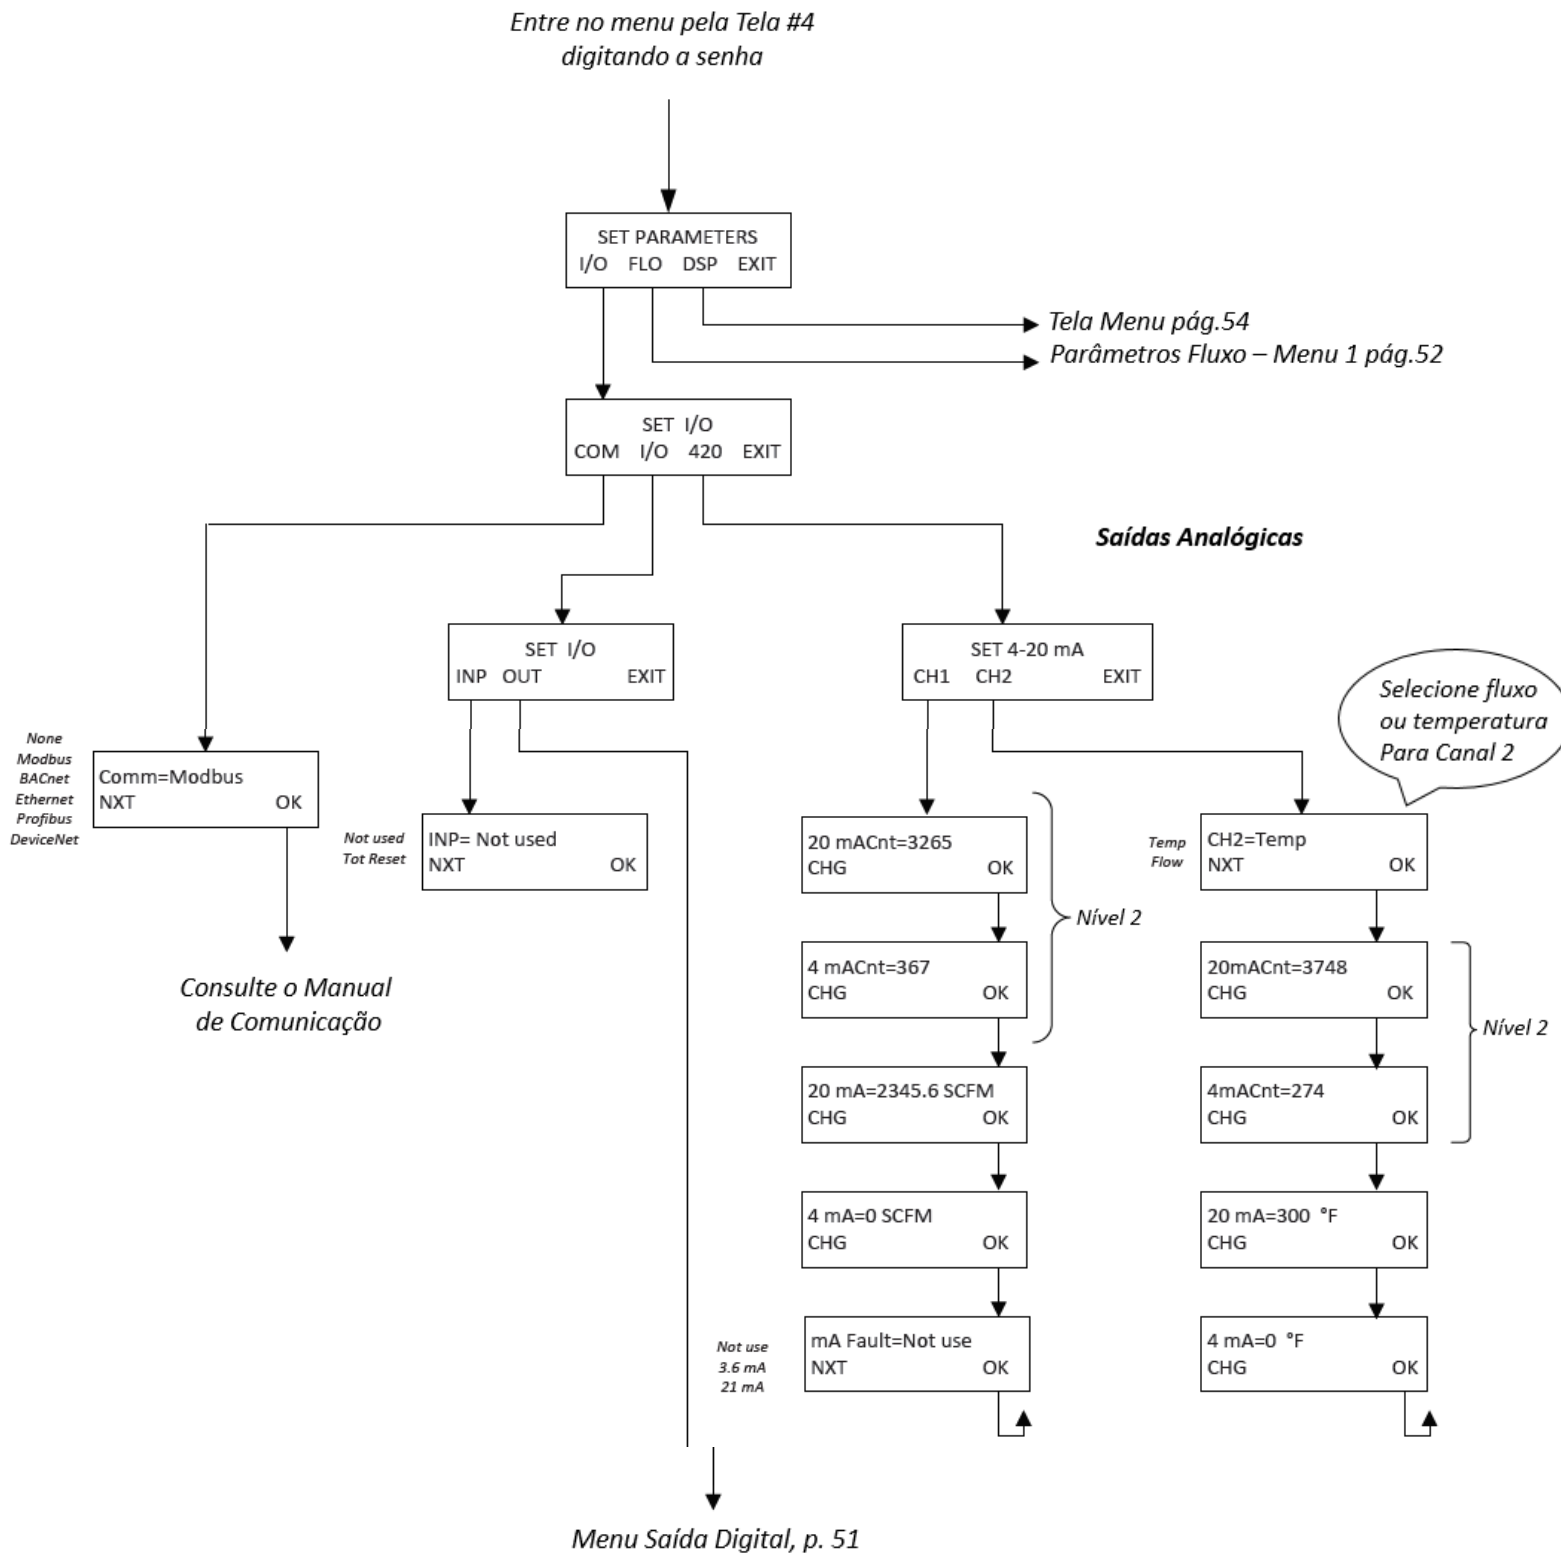 Entre no menu pela Tela #4
digitando a senha
SET PARAMETERS
I/O FLO DSP EXIT
Tela Menu pág.54
Parâmetros Fluxo – Menu 1 pág.52
SET I/O
COM I/O 420 EXIT
Saídas Analógicas
SET I/O
INP OUT EXIT
SET 4-20 mA
CH1 CH2 EXIT
Selecione fluxo
ou temperatura
Para Canal 2
None
Modbus
BACnet
Ethernet
Profibus
DeviceNet
Comm=Modbus
NXT OK
Consulte o Manual
de Comunicação
Not used
Tot Reset
INP= Not used
NXT OK
20 mACnt=3265
CHG OK
Nível 2
4 mACnt=367
CHG OK
20 mA=2345.6 SCFM
CHG OK
4 mA=0 SCFM
CHG OK
Not use
3.6 mA
21 mA
mA Fault=Not use
NXT OK
Temp
Flow
CH2=Temp
NXT OK
20mACnt=3748
CHG OK
Nível 2
4mACnt=274
CHG OK
20 mA=300 °F
CHG OK
4 mA=0 °F
CHG OK
Menu Saída Digital, p. 51